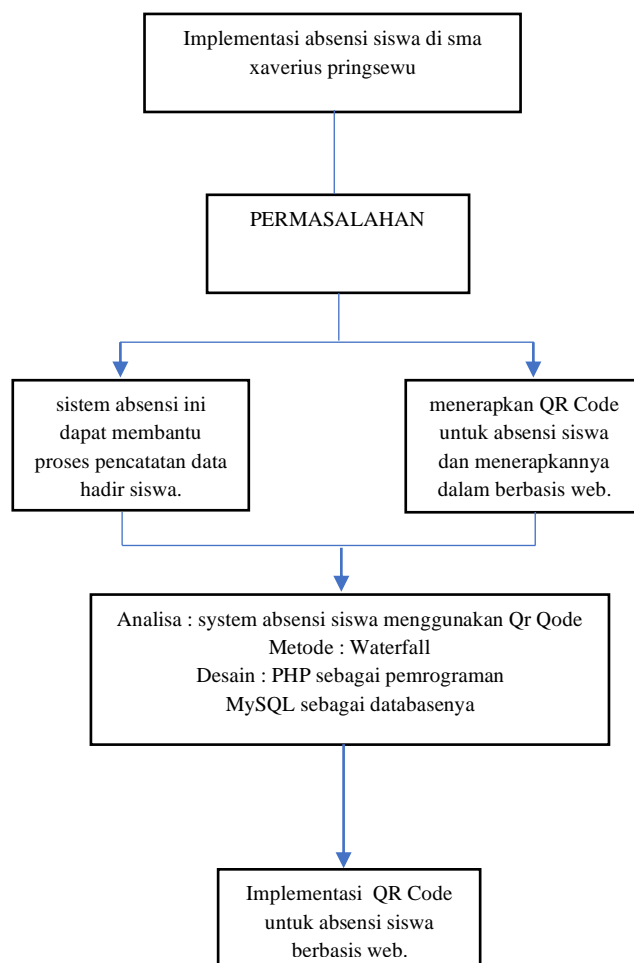 Implementasi absensi siswa di sma
xaverius pringsewu
PERMASALAHAN
sistem absensi ini
dapat membantu
proses pencatatan data
hadir siswa.
menerapkan QR Code
untuk absensi siswa
dan menerapkannya
dalam berbasis web.
Analisa : system absensi siswa menggunakan Qr Qode
Metode : Waterfall
Desain : PHP sebagai pemrograman
MySQL sebagai databasenya
Implementasi QR Code
untuk absensi siswa
berbasis web.